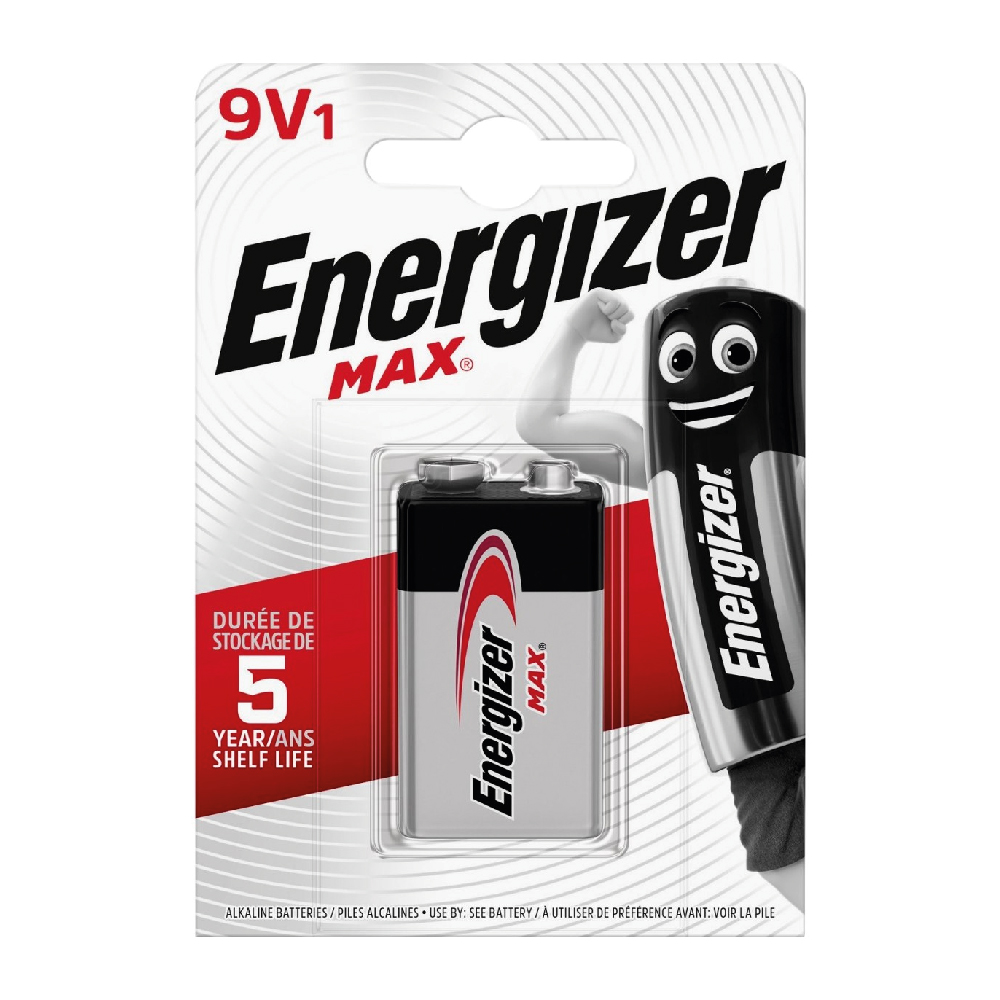 9V1
Energizer
MAX®
Energizer®
Energizer
MAX®
DURÉE DE
STOCKAGE DE
5
YEAR/ANS
SHELF LIFE
ALKALINE BATTERIES / PILES ALCALINES • USE BY: SEE BATTERY / À UTILISER DE PRÉFÉRENCE AVANT: VOIR LA PILE